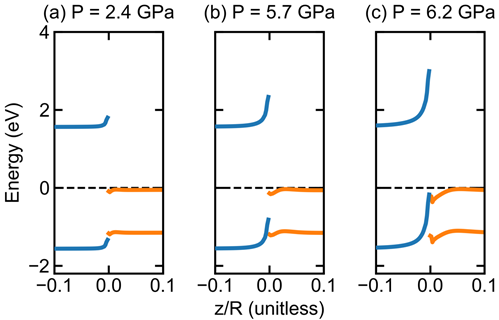 (a) P = 2.4 GPa (b) P = 5.7 GPa (c) P = 6.2 GPa
Energy (eV)
4
2
0
−2
−0.1 0.0 0.1 −0.1 0.0 0.1 −0.1 0.0 0.1
z/R (unitless)